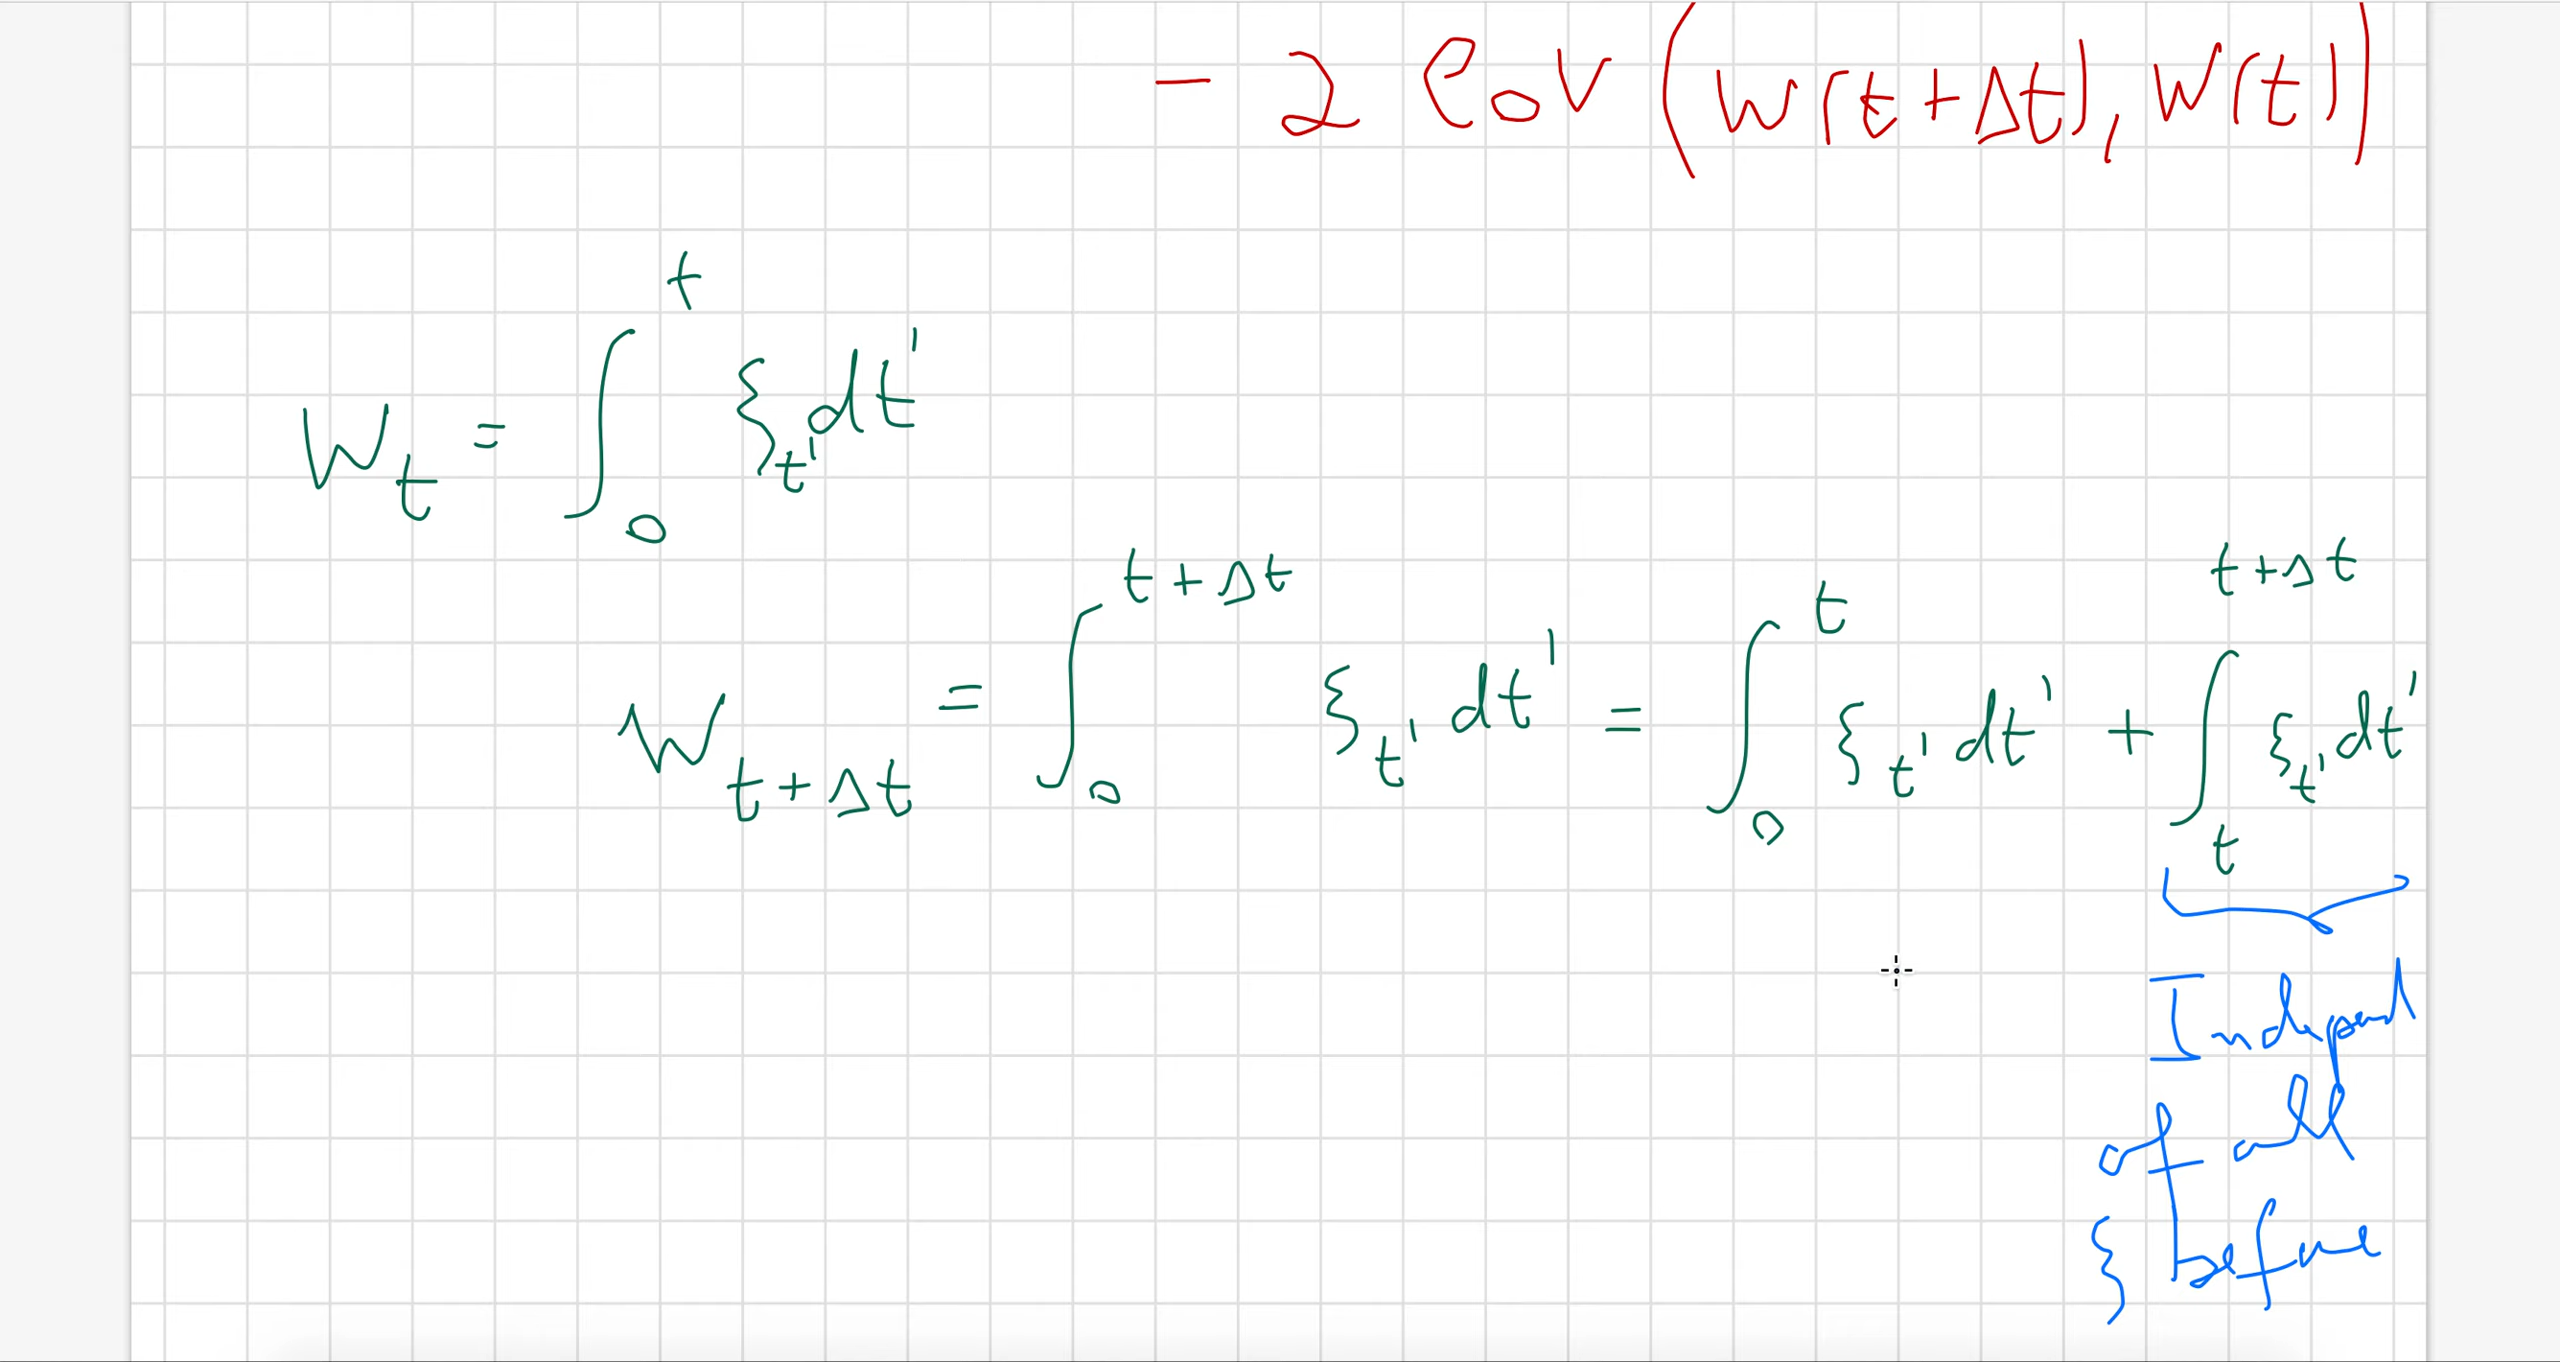 − 2 Cov (W(t+Δt), W(t))
W_t = ∫_0^t ξ_t' dt'
W_{t+Δt} = ∫_0^{t+Δt} ξ_t' dt' = ∫_0^t ξ_t' dt' + ∫_t^{t+Δt} ξ_t' dt'
Independ
of all
ξ before